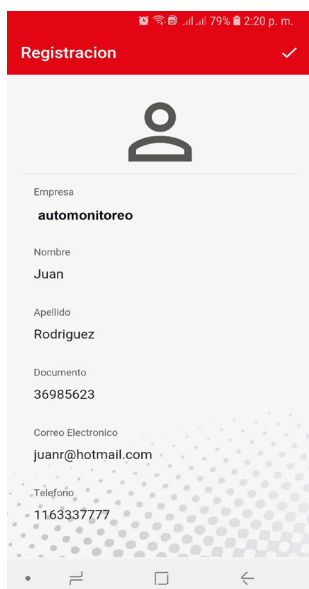 79% 2:20 p. m.
Registracion
Empresa
automonitoreo
Nombre
Juan
Apellido
Rodriguez
Documento
36985623
Correo Electronico
juanr@hotmail.com
Telefono
1163337777